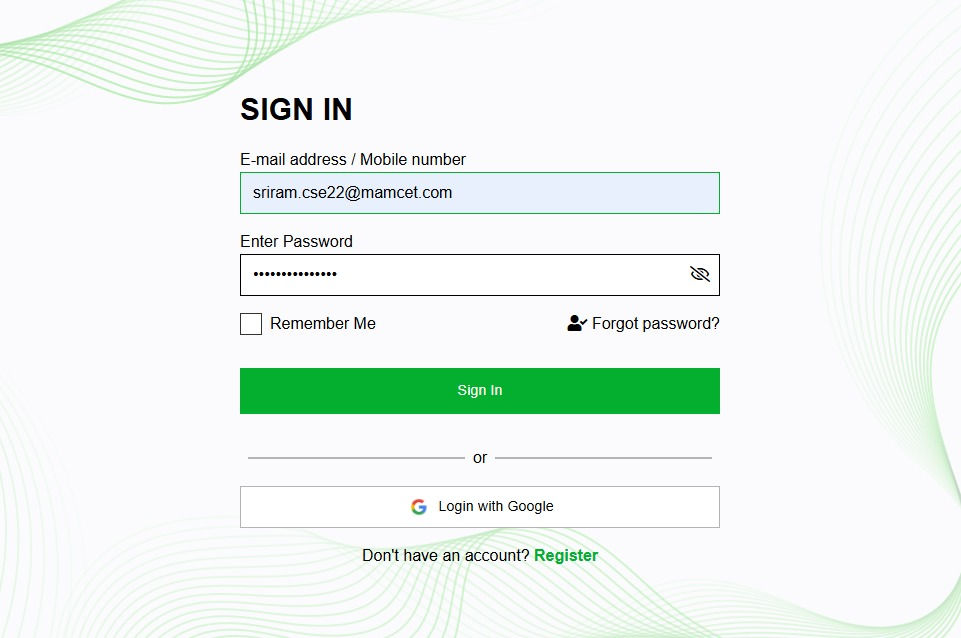 SIGN IN
E-mail address / Mobile number
sriram.cse22@mamcet.com
Enter Password
•••••••••••••••
Remember Me Forgot password?
Sign In
or
Login with Google
Don't have an account? Register